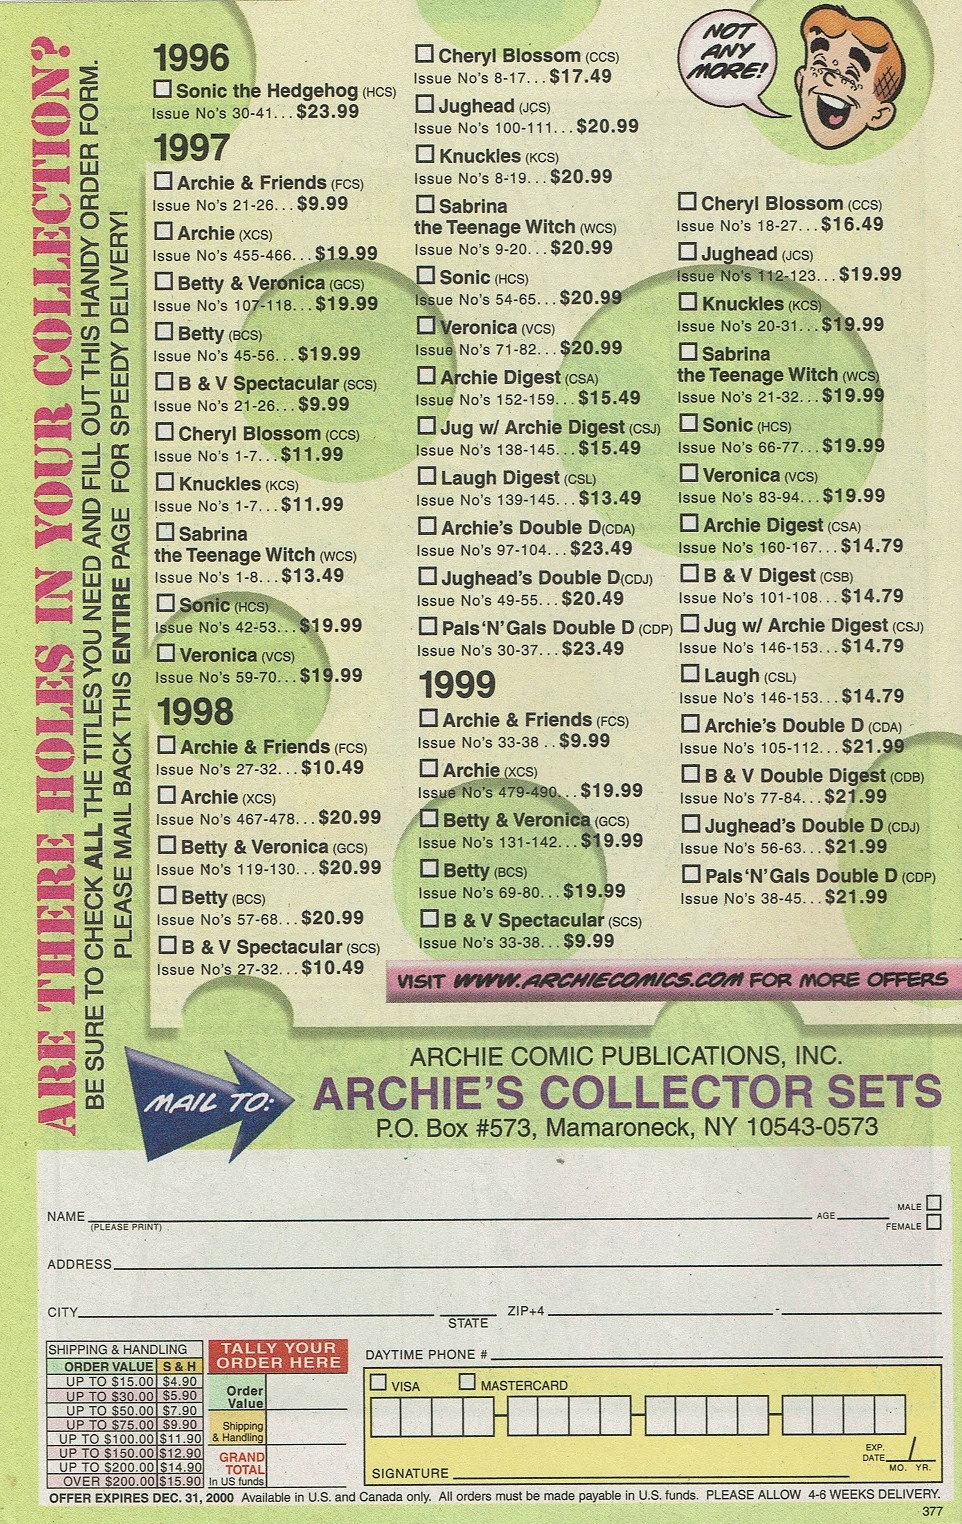 ARE THERE HOLES IN YOUR COLLECTION?
BE SURE TO CHECK ALL THE TITLES YOU NEED AND FILL OUT THIS HANDY ORDER FORM.
PLEASE MAIL BACK THIS ENTIRE PAGE FOR SPEEDY DELIVERY!
1996
Sonic the Hedgehog (HCS)
Issue No's 30-41...$23.99
1997
Archie & Friends (FCS)
Issue No's 21-26...$9.99
Archie (XCS)
Issue No's 455-466...$19.99
Betty & Veronica (GCS)
Issue No's 107-118...$19.99
Betty (BCS)
Issue No's 45-56...$19.99
B & V Spectacular (SCS)
Issue No's 21-26...$9.99
Cheryl Blossom (CCS)
Issue No's 1-7...$11.99
Knuckles (KCS)
Issue No's 1-7...$11.99
Sabrina
the Teenage Witch (WCS)
Issue No's 1-8...$13.49
Sonic (HCS)
Issue No's 42-53...$19.99
Veronica (VCS)
Issue No's 59-70...$19.99
1998
Archie & Friends (FCS)
Issue No's 27-32...$10.49
Archie (XCS)
Issue No's 467-478...$20.99
Betty & Veronica (GCS)
Issue No's 119-130...$20.99
Betty (BCS)
Issue No's 57-68...$20.99
B & V Spectacular (SCS)
Issue No's 27-32...$10.49
Cheryl Blossom (CCS)
Issue No's 8-17...$17.49
Jughead (JCS)
Issue No's 100-111...$20.99
Knuckles (KCS)
Issue No's 8-19...$20.99
Sabrina
the Teenage Witch (WCS)
Issue No's 9-20...$20.99
Sonic (HCS)
Issue No's 54-65...$20.99
Veronica (VCS)
Issue No's 71-82...$20.99
Archie Digest (CSA)
Issue No's 152-159...$15.49
Jug w/ Archie Digest (CSJ)
Issue No's 138-145...$15.49
Laugh Digest (CSL)
Issue No's 139-145...$13.49
Archie's Double D(CDA)
Issue No's 97-104...$23.49
Jughead's Double D(CDJ)
Issue No's 49-55...$20.49
Pals'N'Gals Double D (CDP)
Issue No's 30-37...$23.49
1999
Archie & Friends (FCS)
Issue No's 33-38 ..$9.99
Archie (XCS)
Issue No's 479-490...$19.99
Betty & Veronica (GCS)
Issue No's 131-142...$19.99
Betty (BCS)
Issue No's 69-80...$19.99
B & V Spectacular (SCS)
Issue No's 33-38...$9.99
NOT
ANY
MORE!
Cheryl Blossom (CCS)
Issue No's 18-27...$16.49
Jughead (JCS)
Issue No's 112-123...$19.99
Knuckles (KCS)
Issue No's 20-31...$19.99
Sabrina
the Teenage Witch (WCS)
Issue No's 21-32...$19.99
Sonic (HCS)
Issue No's 66-77...$19.99
Veronica (VCS)
Issue No's 83-94...$19.99
Archie Digest (CSA)
Issue No's 160-167...$14.79
B & V Digest (CSB)
Issue No's 101-108...$14.79
Jug w/ Archie Digest (CSJ)
Issue No's 146-153...$14.79
Laugh (CSL)
Issue No's 146-153...$14.79
Archie's Double D (CDA)
Issue No's 105-112...$21.99
B & V Double Digest (CDB)
Issue No's 77-84...$21.99
Jughead's Double D (CDJ)
Issue No's 56-63...$21.99
Pals'N'Gals Double D (CDP)
Issue No's 38-45...$21.99
VISIT WWW.ARCHIECOMICS.COM FOR MORE OFFERS
MAIL TO:
ARCHIE COMIC PUBLICATIONS, INC.
ARCHIE'S COLLECTOR SETS
P.O. Box #573, Mamaroneck, NY 10543-0573
NAME AGE MALE
(PLEASE PRINT) FEMALE
ADDRESS
CITY STATE ZIP+4 -
SHIPPING & HANDLING
ORDER VALUE S & H
UP TO $15.00 $4.90
UP TO $30.00 $5.90
UP TO $50.00 $7.90
UP TO $75.00 $9.90
UP TO $100.00 $11.90
UP TO $150.00 $12.90
UP TO $200.00 $14.90
OVER $200.00 $15.90
TALLY YOUR
ORDER HERE
Order
Value
Shipping
& Handling
GRAND
TOTAL
In US funds
DAYTIME PHONE #
VISA MASTERCARD
EXP.
DATE /
MO. YR.
SIGNATURE
OFFER EXPIRES DEC. 31, 2000 Available in U.S. and Canada only. All orders must be made payable in U.S. funds. PLEASE ALLOW 4-6 WEEKS DELIVERY.
377